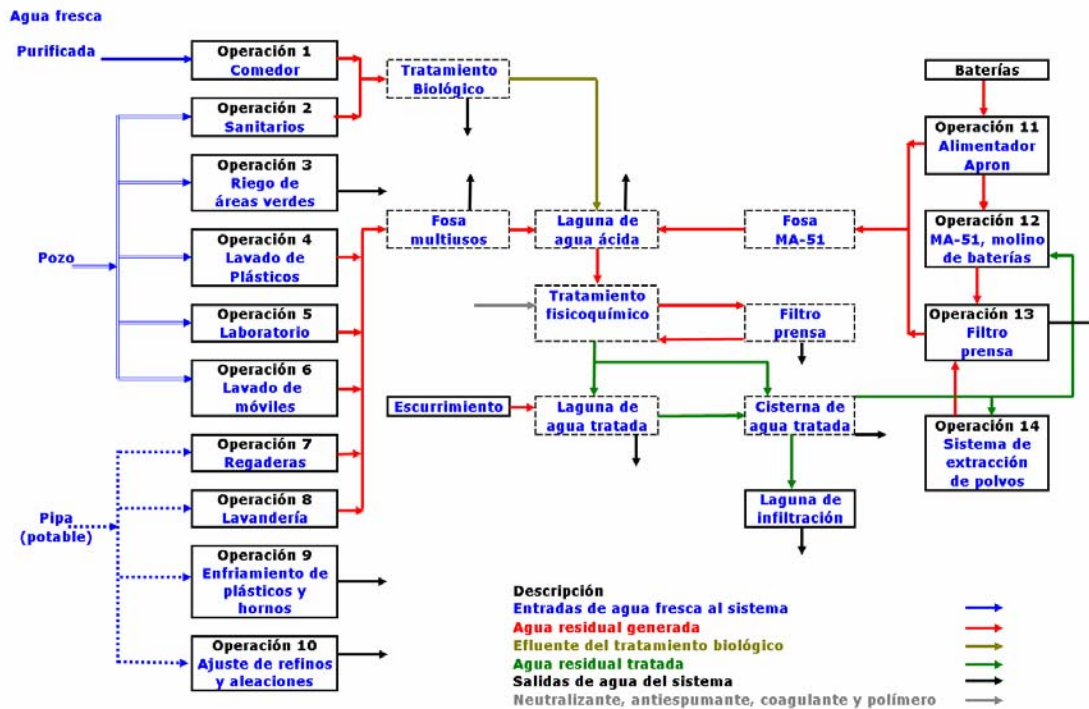 Agua fresca
Purificada
Pozo
Pipa
(potable)
Operación 1
Comedor
Operación 2
Sanitarios
Operación 3
Riego de
áreas verdes
Operación 4
Lavado de
Plásticos
Operación 5
Laboratorio
Operación 6
Lavado de
móviles
Operación 7
Regaderas
Operación 8
Lavandería
Operación 9
Enfriamiento de
plásticos y
hornos
Operación 10
Ajuste de refinos
y aleaciones
Tratamiento
Biológico
Fosa
multiusos
Laguna de
agua ácida
Fosa
MA-51
Tratamiento
fisicoquímico
Filtro
prensa
Escurrimiento
Laguna de
agua tratada
Cisterna de
agua tratada
Laguna de
infiltración
Baterías
Operación 11
Alimentador
Apron
Operación 12
MA-51, molino
de baterías
Operación 13
Filtro
prensa
Operación 14
Sistema de
extracción
de polvos
Descripción
Entradas de agua fresca al sistema
Agua residual generada
Efluente del tratamiento biológico
Agua residual tratada
Salidas de agua del sistema
Neutralizante, antiespumante, coagulante y polímero